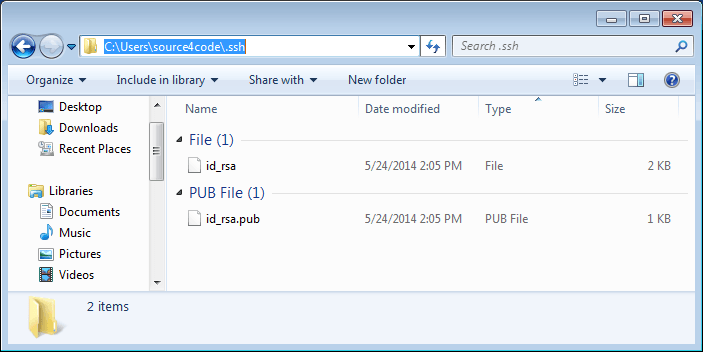 C:\Users\source4code\.ssh
Search .ssh
Organize Include in library Share with New folder
Desktop
Downloads
Recent Places
Libraries
Documents
Music
Pictures
Videos
Name Date modified Type Size
File (1)
id_rsa 5/24/2014 2:05 PM File 2 KB
PUB File (1)
id_rsa.pub 5/24/2014 2:05 PM PUB File 1 KB
2 items